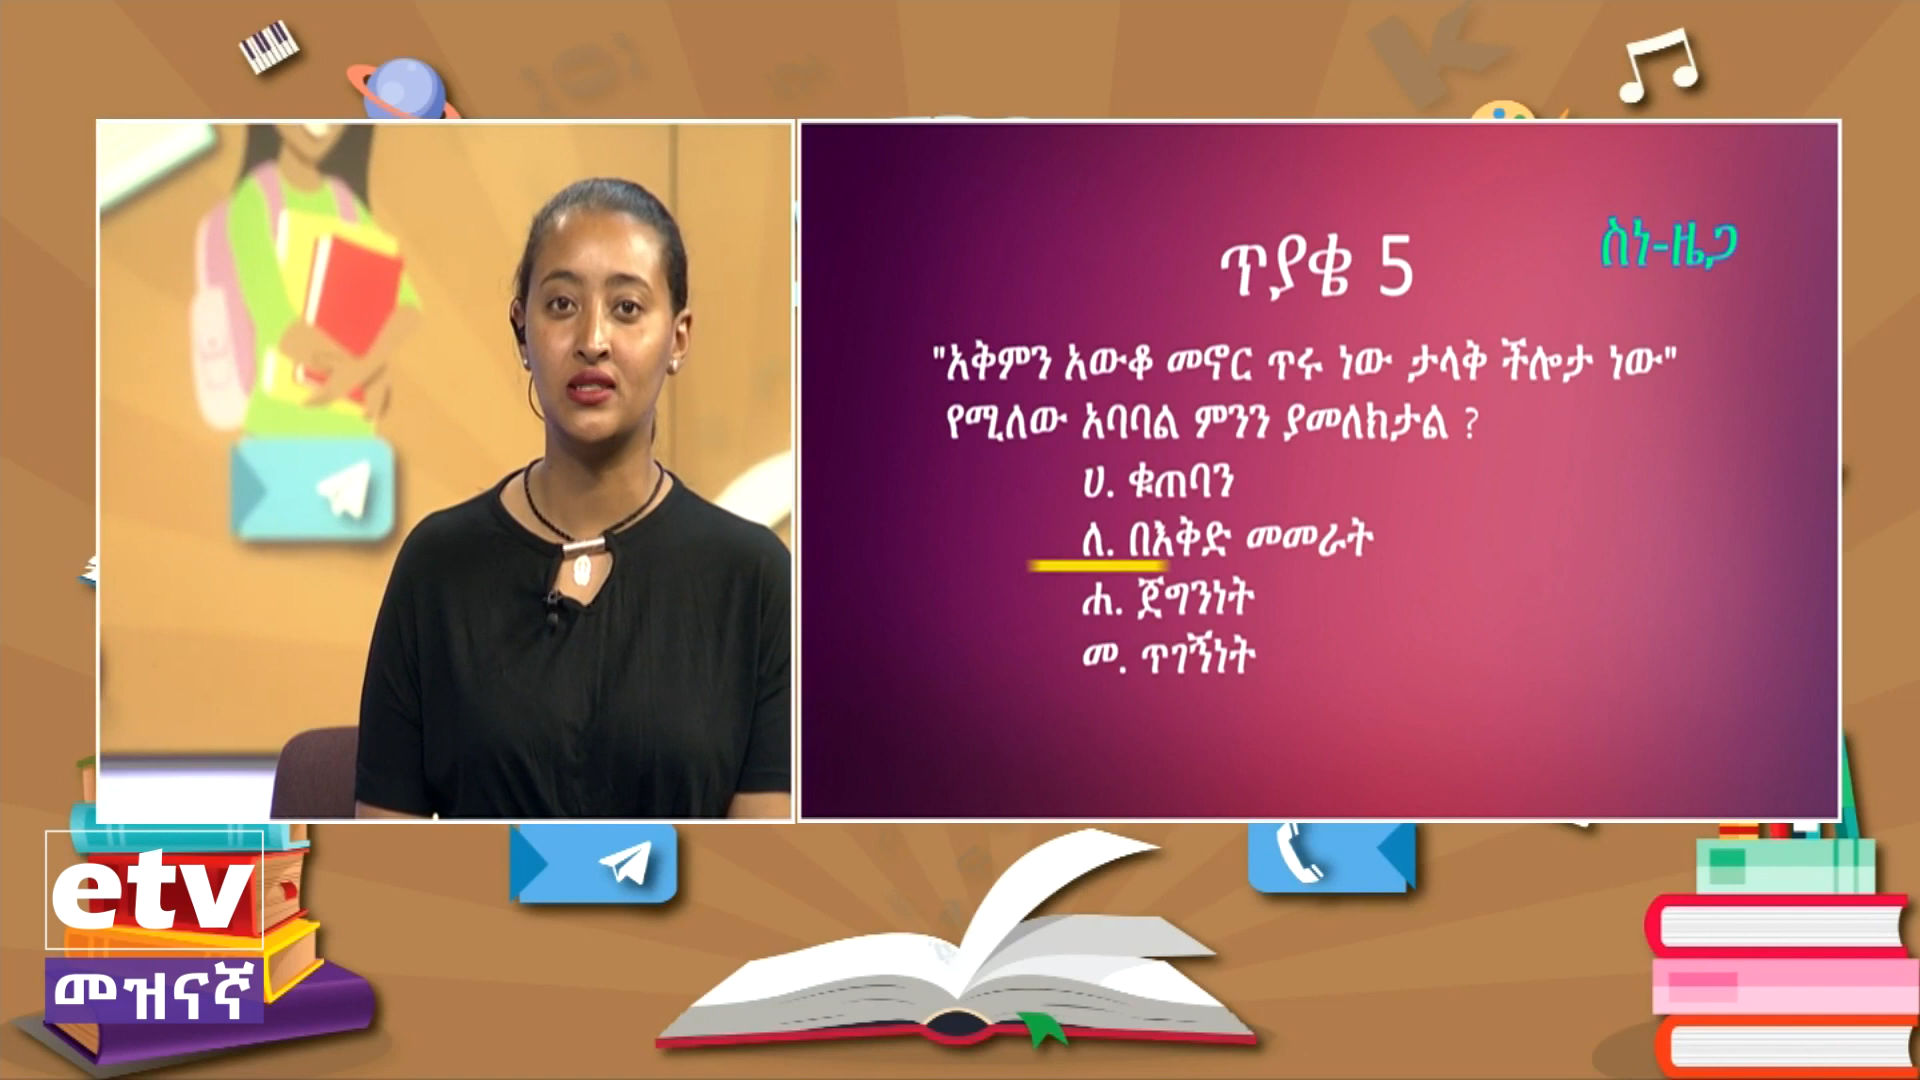 ጥያቄ 5
ስነ-ዜጋ
"አቅምን አውቆ መኖር ጥሩ ነው ታላቅ ችሎታ ነው"
የሚለው አባባል ምንን ያመለክታል ?
ሀ. ቁጠባን
ለ. በእቅድ መመራት
ሐ. ጀግንነት
መ. ጥገኝነት
etv
መዝናኛ